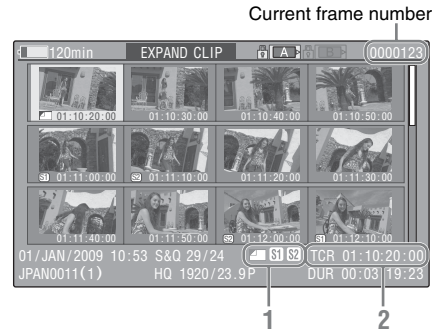 Current frame number
120min EXPAND CLIP A B 0000123
01:10:20:00 01:10:30:00 01:10:40:00 01:10:50:00
S1 01:11:00:00 S2 01:11:10:00 01:11:20:00 01:11:30:00
01:11:40:00 01:11:50:00 S2 01:12:00:00 S1 01:12:10:00
01/JAN/2009 10:53 S&Q 29/24 S1 S2 TCR 01:10:20:00
JPAN0011(1) HQ 1920/23.9P DUR 00:03:19:23
1 2